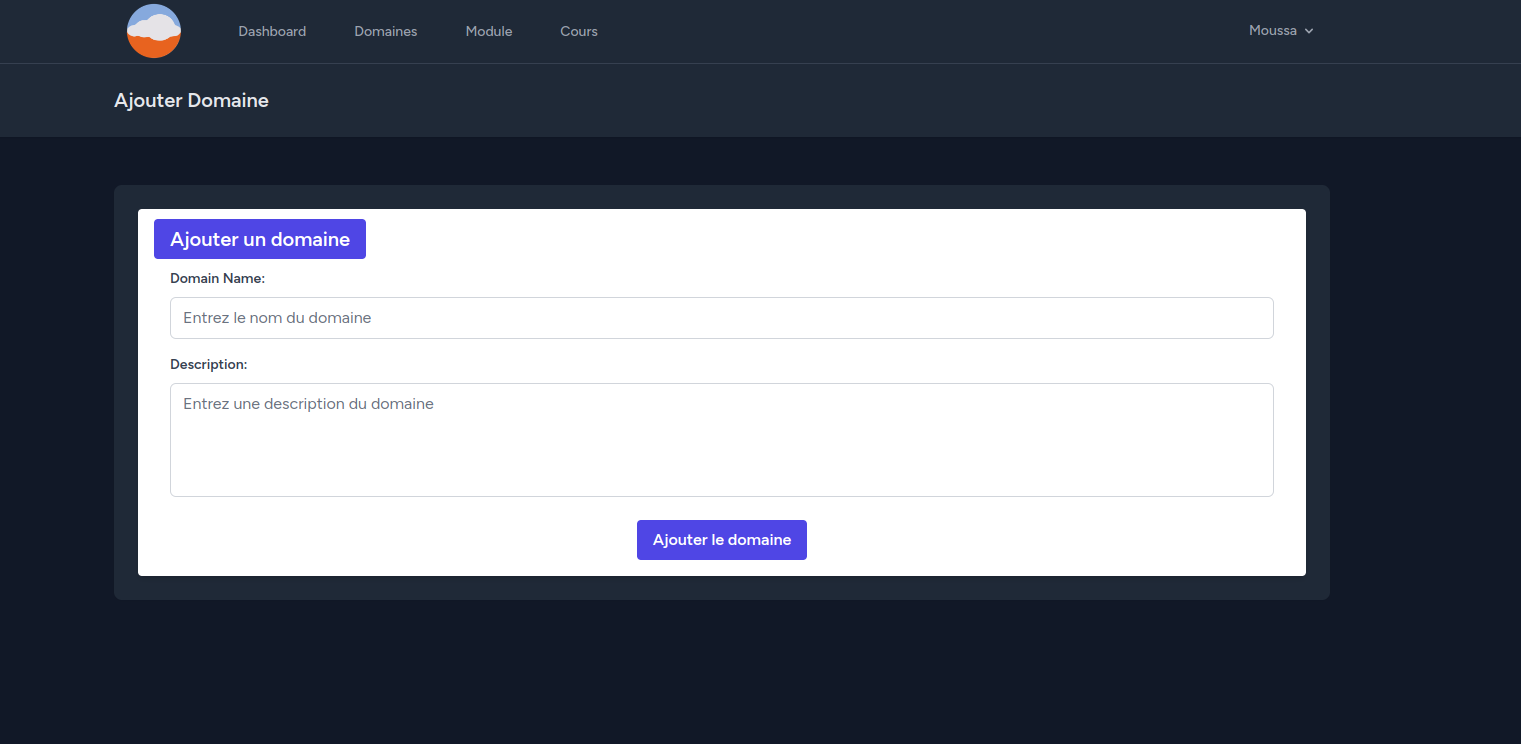 Dashboard Domaines Module Cours Moussa
Ajouter Domaine
Ajouter un domaine
Domain Name:
Entrez le nom du domaine
Description:
Entrez une description du domaine
Ajouter le domaine